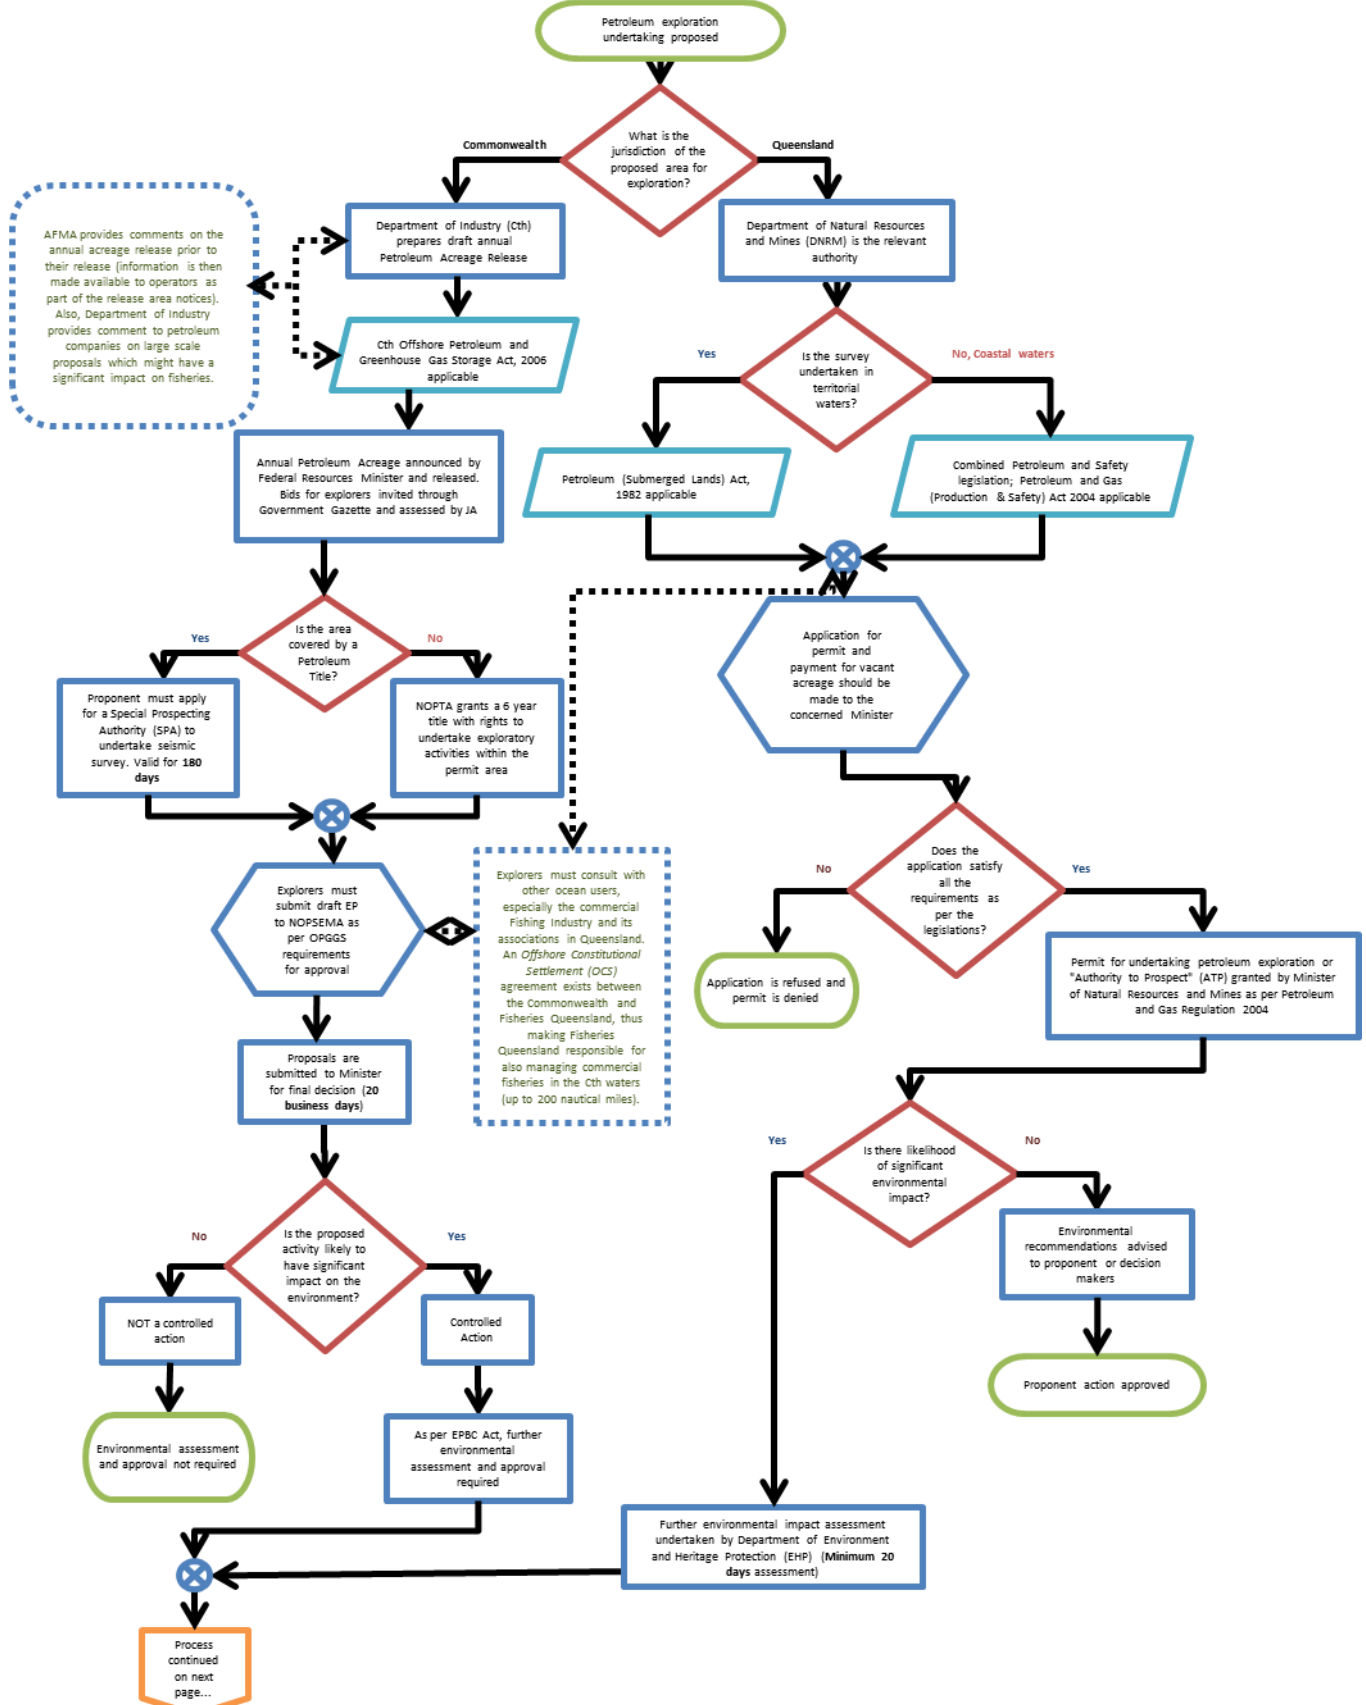 Petroleum exploration
undertaking proposed
What is the
jurisdiction of the
proposed area for
exploration?
Commonwealth
Queensland
Department of Industry (Cth)
prepares draft annual
Petroleum Acreage Release
Department of Natural Resources
and Mines (DNRM) is the relevant
authority
AFMA provides comments on the
annual acreage release prior to
their release (information is then
made available to operators as
part of the release area notices).
Also, Department of Industry
provides comment to petroleum
companies on large scale
proposals which might have a
significant impact on fisheries.
Cth Offshore Petroleum and
Greenhouse Gas Storage Act, 2006
applicable
Yes
Is the survey
undertaken in
territorial
waters?
No, Coastal waters
Annual Petroleum Acreage announced by
Federal Resources Minister and released.
Bids for explorers invited through
Government Gazette and assessed by JA
Petroleum (Submerged Lands) Act,
1982 applicable
Combined Petroleum and Safety
legislation; Petroleum and Gas
(Production & Safety) Act 2004 applicable
Yes
Is the area
covered by a
Petroleum
Title?
No
Application for
permit and
payment for vacant
acreage should be
made to the
concerned Minister
Proponent must apply
for a Special Prospecting
Authority (SPA) to
undertake seismic
survey. Valid for 180
days
NOPTA grants a 6 year
title with rights to
undertake exploratory
activities within the
permit area
Explorers must
submit draft EP
to NOPSEMA as
per OPGGS
requirements
for approval
Explorers must consult with
other ocean users,
especially the commercial
Fishing Industry and its
associations in Queensland.
An Offshore Constitutional
Settlement (OCS)
agreement exists between
the Commonwealth and
Fisheries Queensland, thus
making Fisheries
Queensland responsible for
also managing commercial
fisheries in the Cth waters
(up to 200 nautical miles).
No
Does the
application satisfy
all the
requirements as
per the
legislations?
Yes
Application is refused and
permit is denied
Permit for undertaking petroleum exploration or
"Authority to Prospect" (ATP) granted by Minister
of Natural Resources and Mines as per Petroleum
and Gas Regulation 2004
Proposals are
submitted to Minister
for final decision (20
business days)
Yes
Is there likelihood
of significant
environmental
impact?
No
No
Is the proposed
activity likely to
have significant
impact on the
environment?
Yes
Environmental
recommendations advised
to proponent or decision
makers
NOT a controlled
action
Controlled
Action
Proponent action approved
Environmental assessment
and approval not required
As per EPBC Act, further
environmental
assessment and approval
required
Further environmental impact assessment
undertaken by Department of Environment
and Heritage Protection (EHP) (Minimum 20
days assessment)
Process
continued
on next
page...